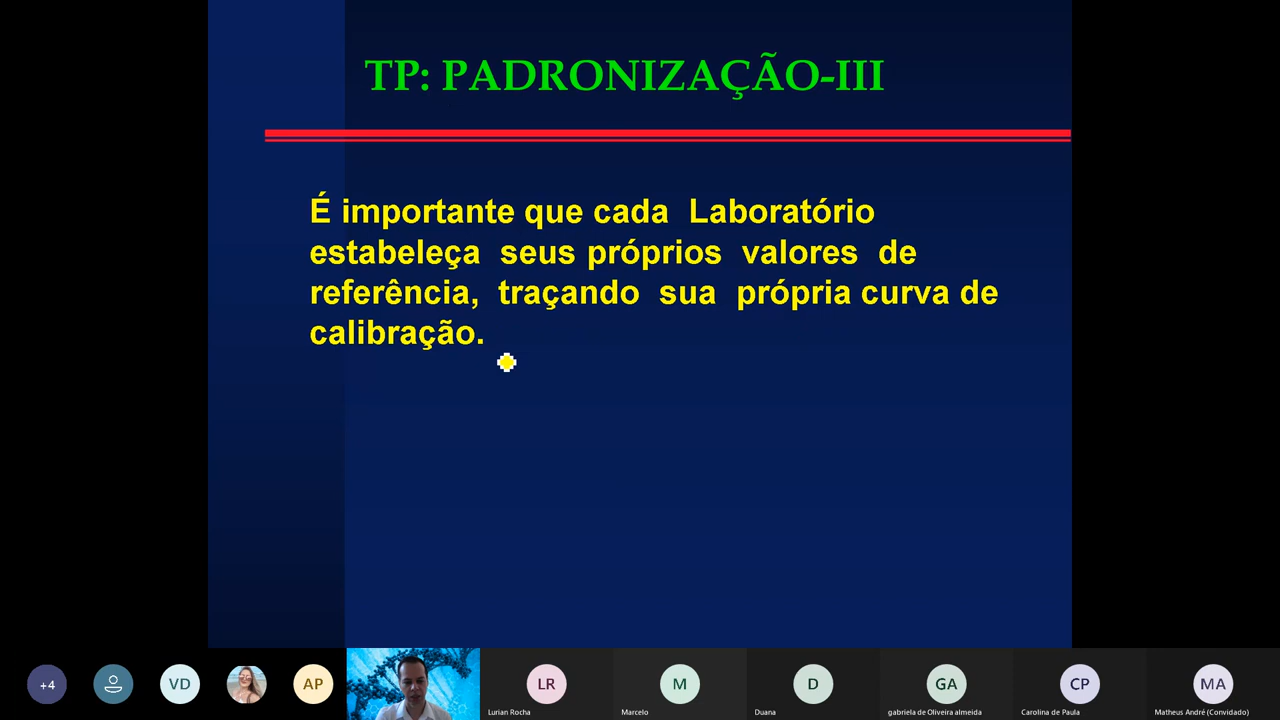 TP: PADRONIZAÇÃO-III
É importante que cada Laboratório
estabeleça seus próprios valores de
referência, traçando sua própria curva de
calibração.
+4
VD
AP
LR
M
D
GA
CP
MA
Lurian Rocha
Marcelo
Duana
gabriela de Oliveira almeida
Carolina de Paula
Matheus André (Convidado)